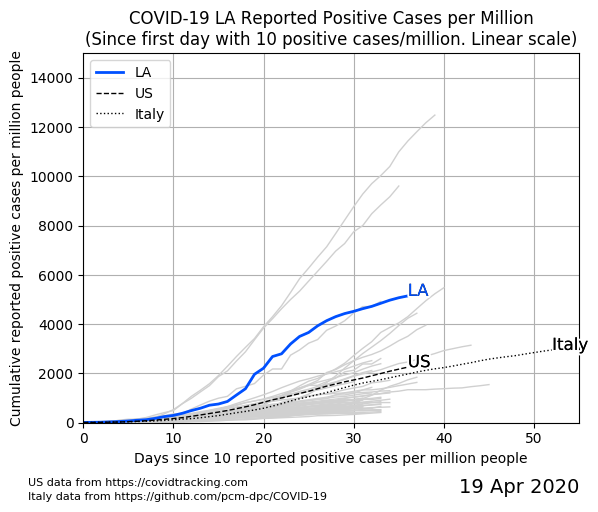 COVID-19 LA Reported Positive Cases per Million
(Since first day with 10 positive cases/million. Linear scale)
Cumulative reported positive cases per million people
14000
12000
10000
8000
6000
4000
2000
0
LA
US
Italy
LA
US
Italy
0 10 20 30 40 50
Days since 10 reported positive cases per million people
US data from https://covidtracking.com
Italy data from https://github.com/pcm-dpc/COVID-19
19 Apr 2020